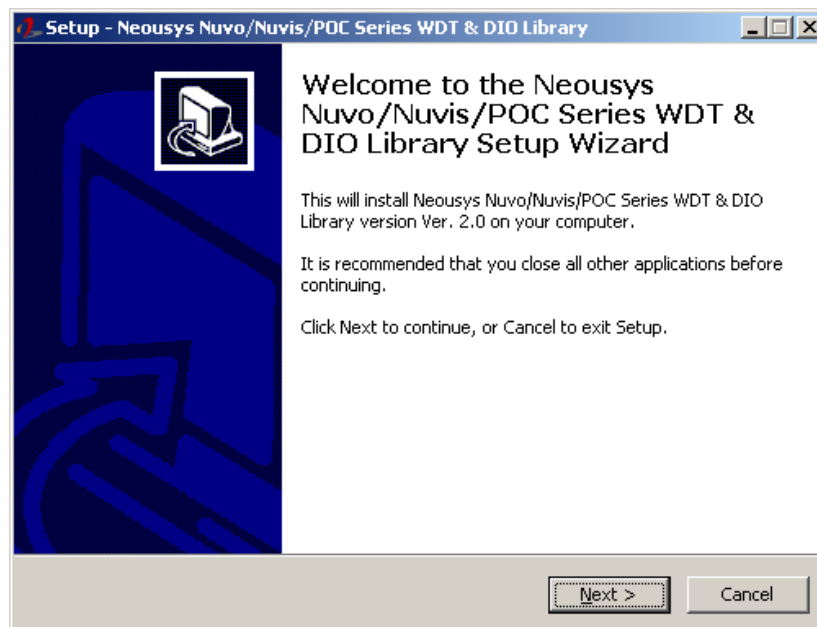 Setup - Neousys Nuvo/Nuvis/POC Series WDT & DIO Library
Welcome to the Neousys
Nuvo/Nuvis/POC Series WDT &
DIO Library Setup Wizard
This will install Neousys Nuvo/Nuvis/POC Series WDT & DIO
Library version Ver. 2.0 on your computer.
It is recommended that you close all other applications before
continuing.
Click Next to continue, or Cancel to exit Setup.
Next >
Cancel